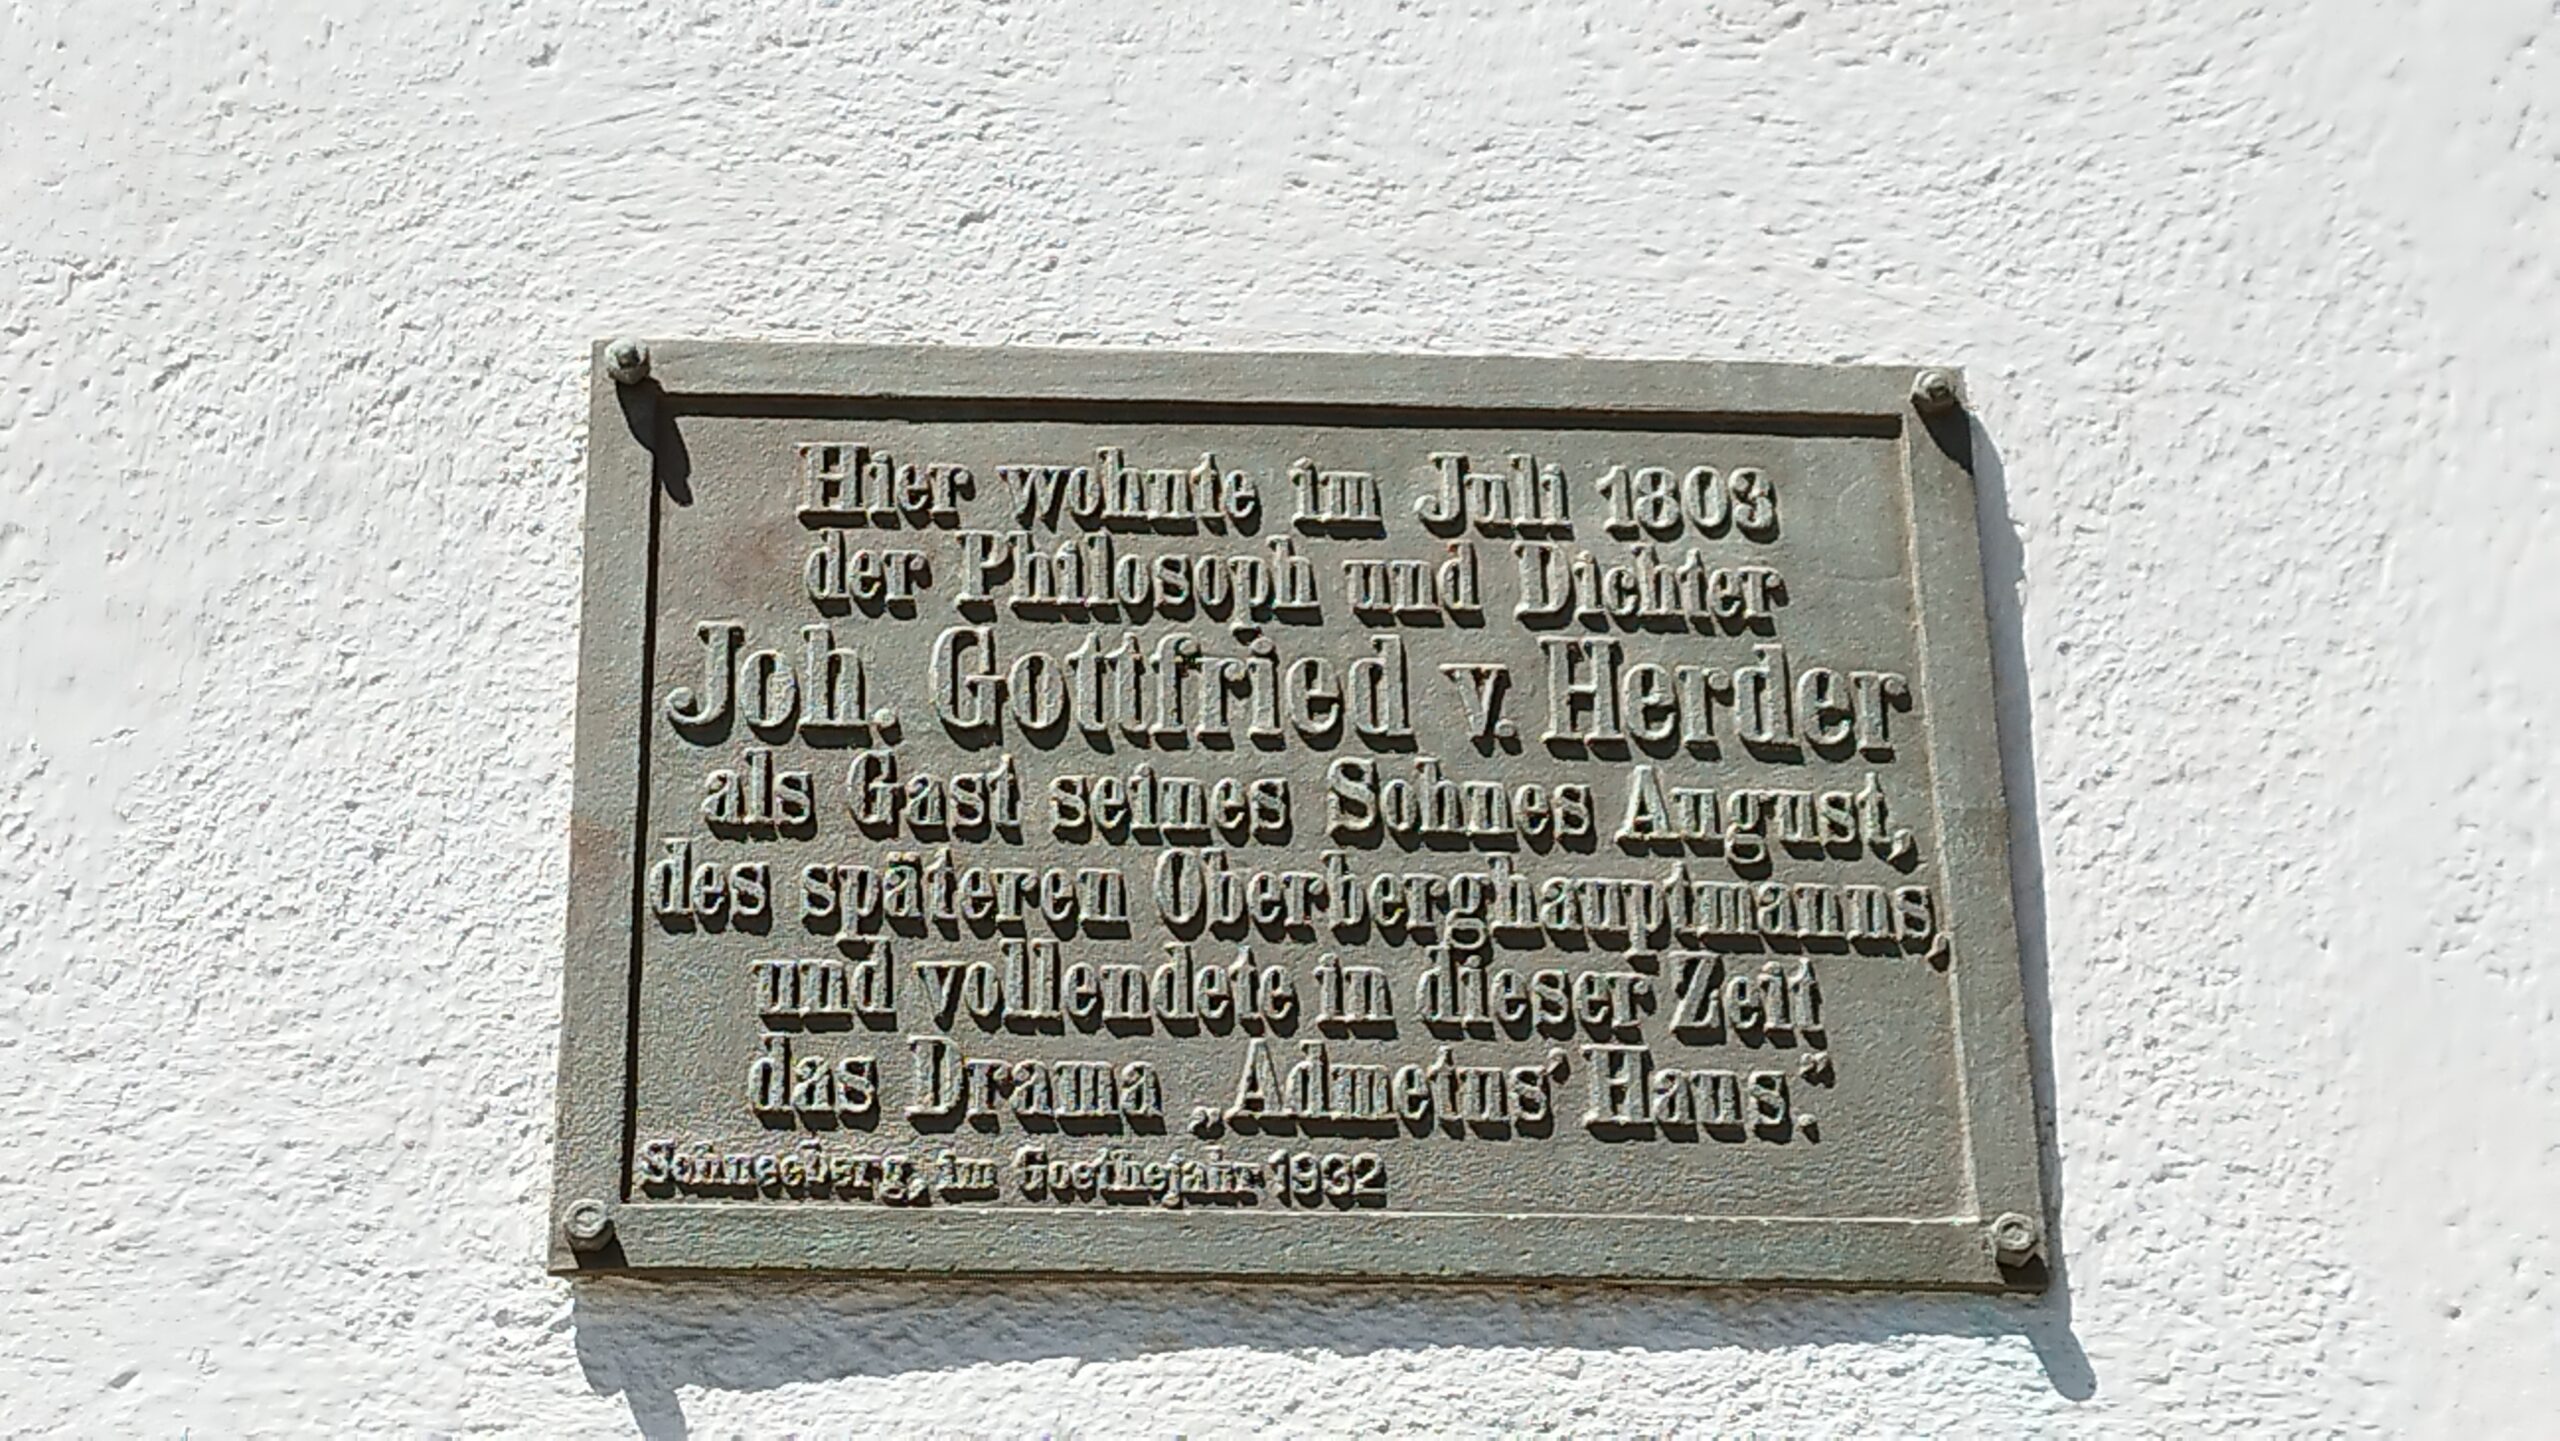 Hier wohnte im Juli 1803
der Philosoph und Dichter
Joh. Gottfried v. Herder
als Gast seines Sohnes August,
des späteren Oberberghauptmanns,
und vollendete in dieser Zeit
das Drama „Admetus' Haus.“
Schneeberg, im Goethejahr 1932